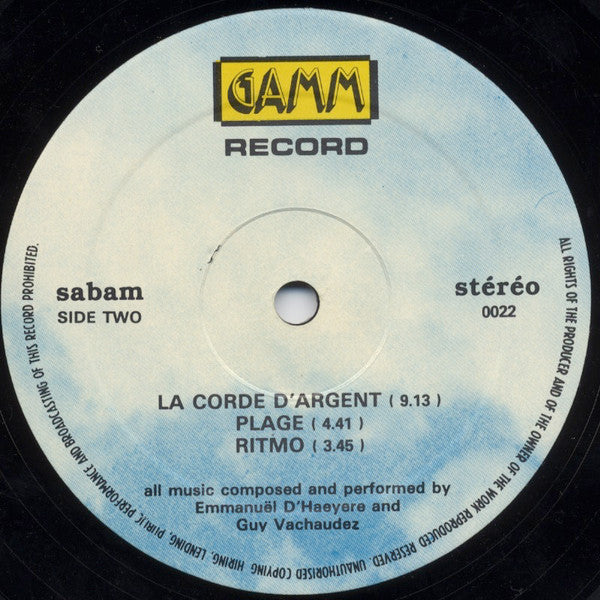 GAMM
RECORD
sabam
SIDE TWO
stéréo
0022
LA CORDE D'ARGENT ( 9.13 )
PLAGE ( 4.41 )
RITMO ( 3.45 )
all music composed and performed by
Emmanuël D'Haeyere and
Guy Vachaudez
ALL RIGHTS OF THE PRODUCER AND OF THE OWNER OF THE WORK REPRODUCED RESERVED. UNAUTHORISED COPYING HIRING, LENDING, PUBLIC PERFORMANCE AND BROADCASTING OF THIS RECORD PROHIBITED.